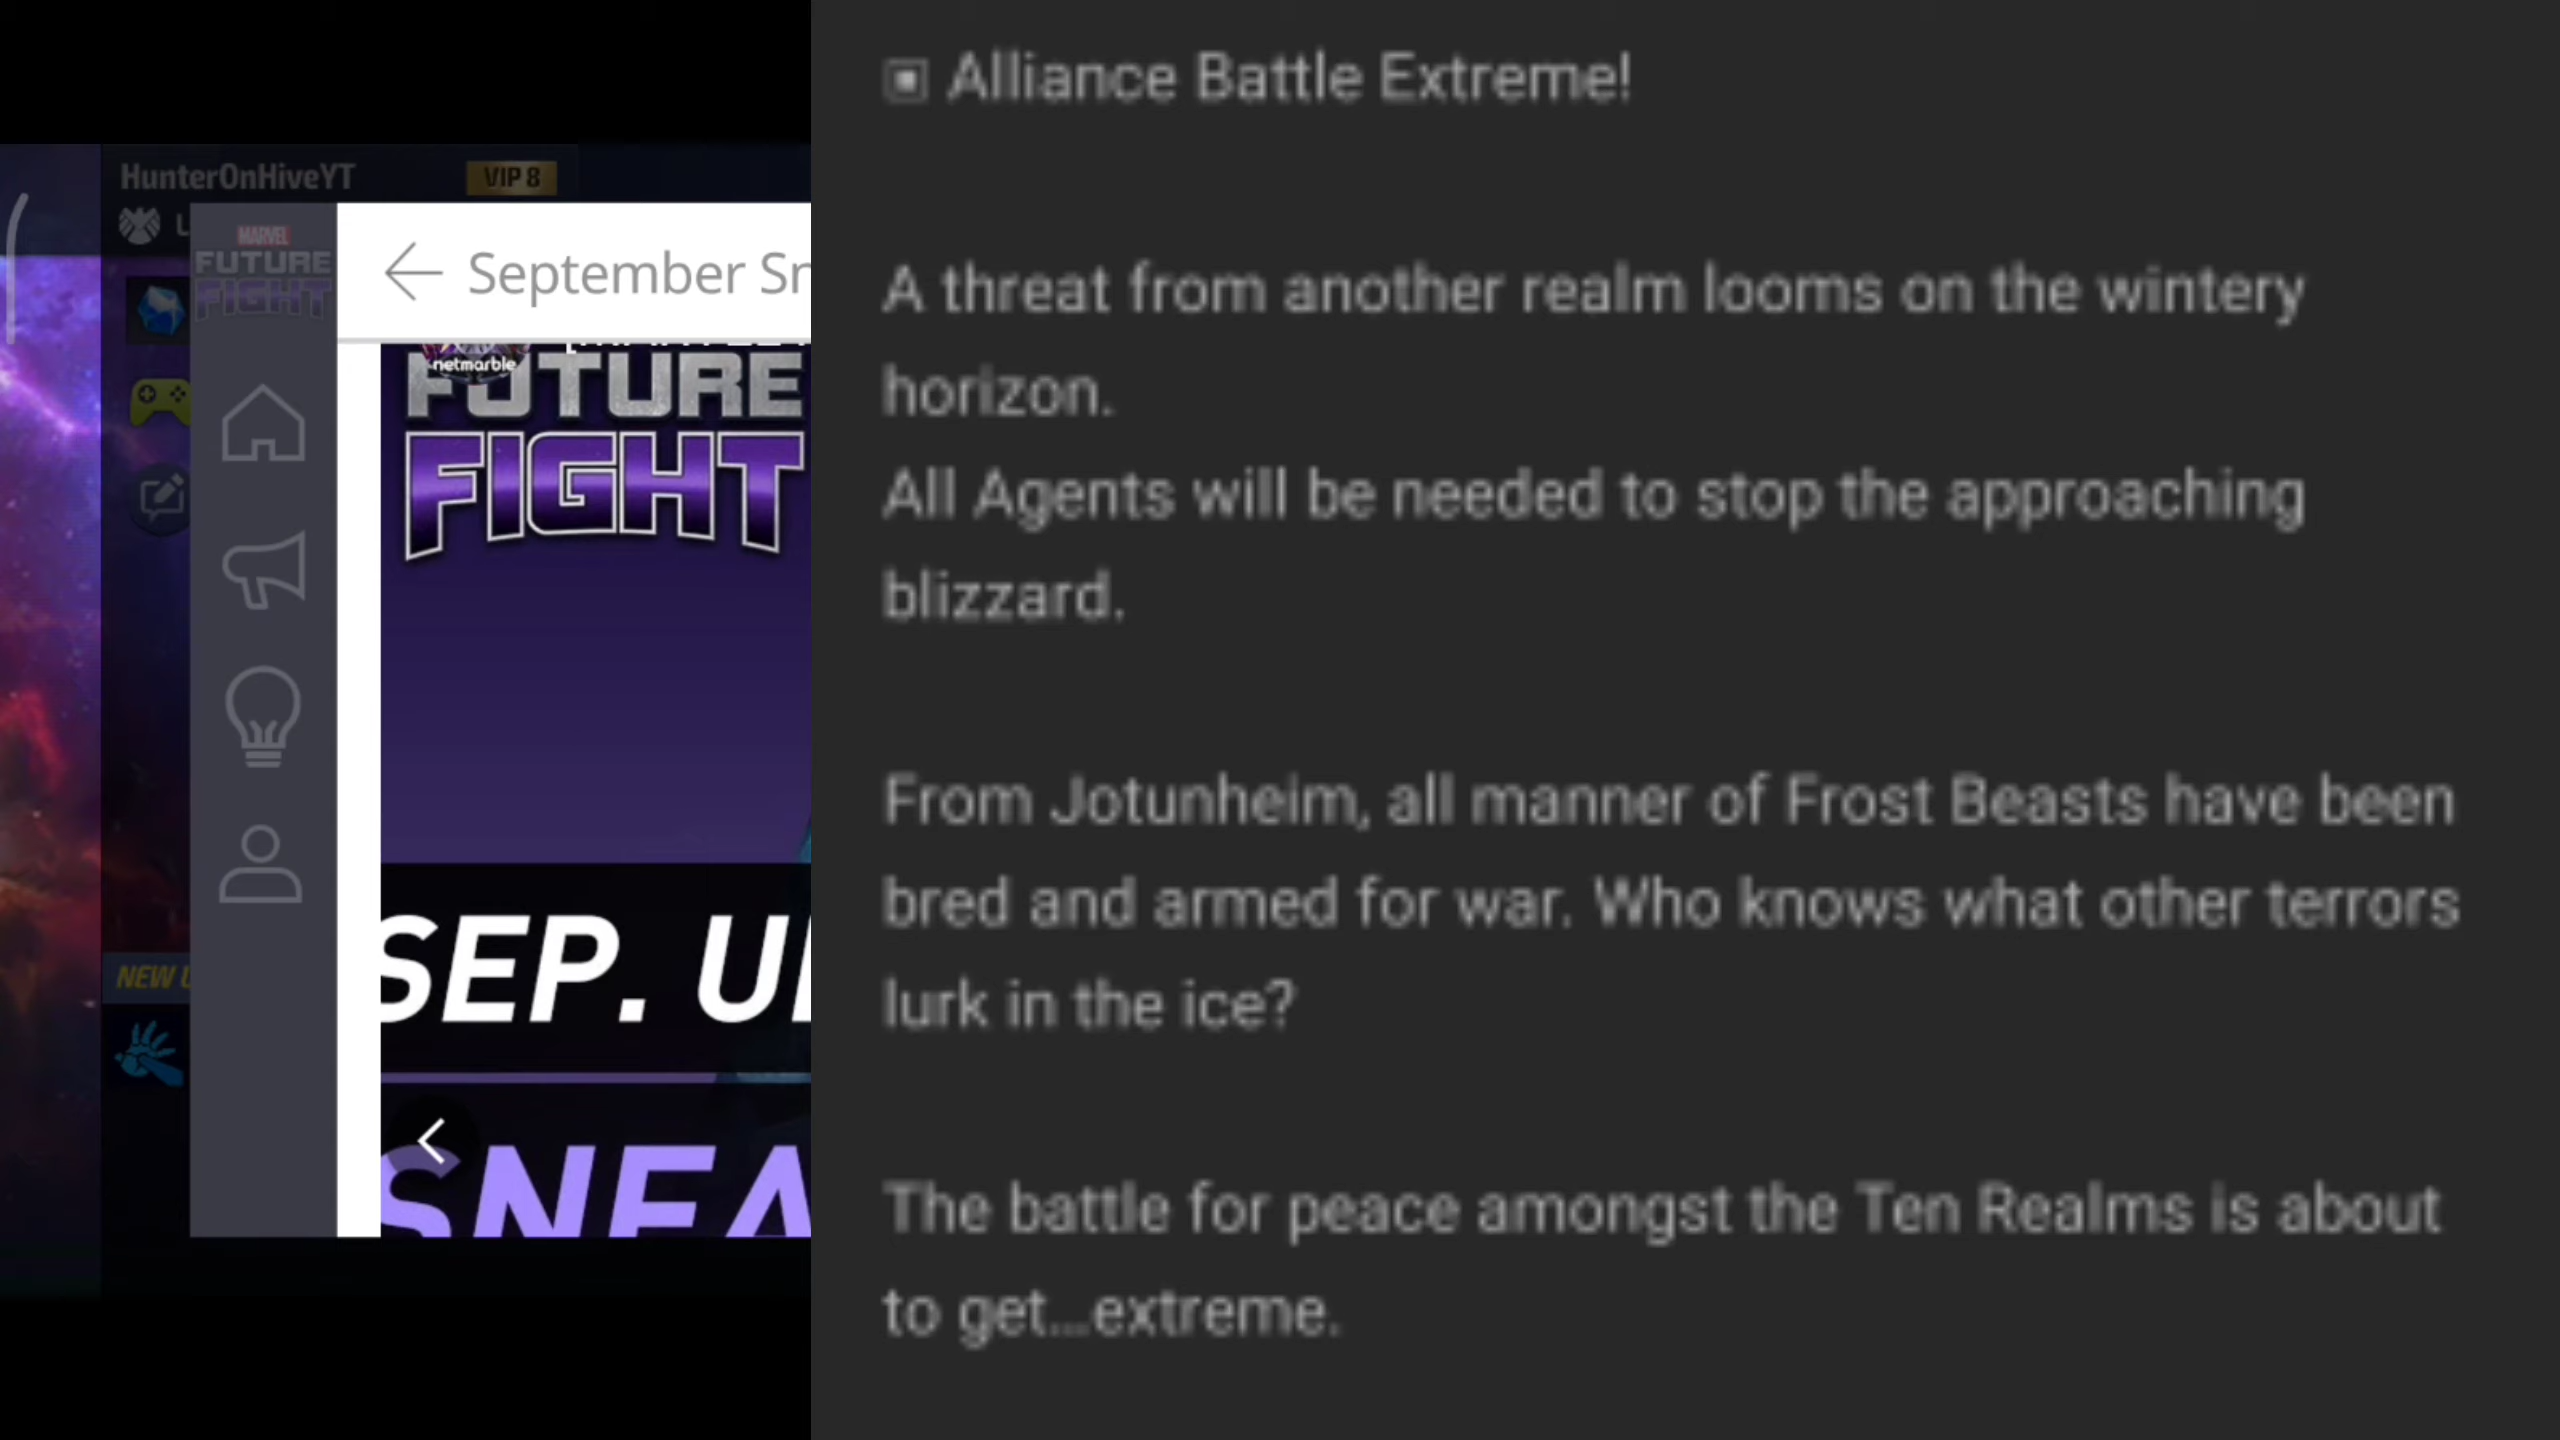 HunterOnHiveYT
VIP 8
L
MARVEL
FUTURE
FIGHT
September Sn
netmarble
FUTURE
FIGHT
SEP. U
NEW U
SNEA
▣ Alliance Battle Extreme!
A threat from another realm looms on the wintery
horizon.
All Agents will be needed to stop the approaching
blizzard.
From Jotunheim, all manner of Frost Beasts have been
bred and armed for war. Who knows what other terrors
lurk in the ice?
The battle for peace amongst the Ten Realms is about
to get...extreme.